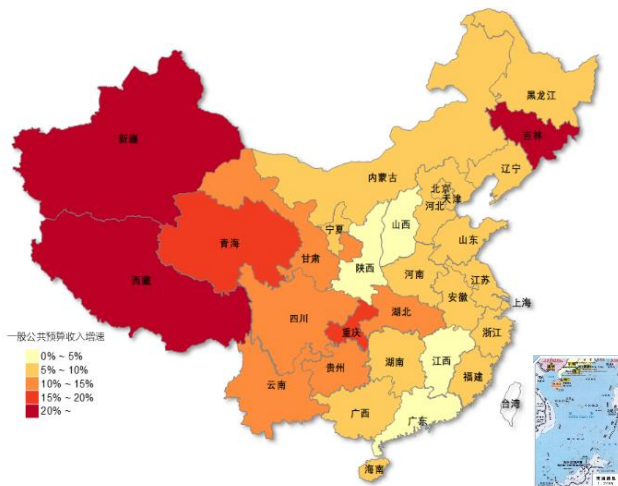 黑龙江
吉林
新疆
辽宁
内蒙古
北京
天津
河北
山西
宁夏
山东
青海
甘肃
陕西
河南
江苏
西藏
安徽
上海
四川
湖北
重庆
浙江
湖南
江西
贵州
福建
云南
广西
广东
台湾
海南
一般公共预算收入增速
0% ~ 5%
5% ~ 10%
10% ~ 15%
15% ~ 20%
20% ~